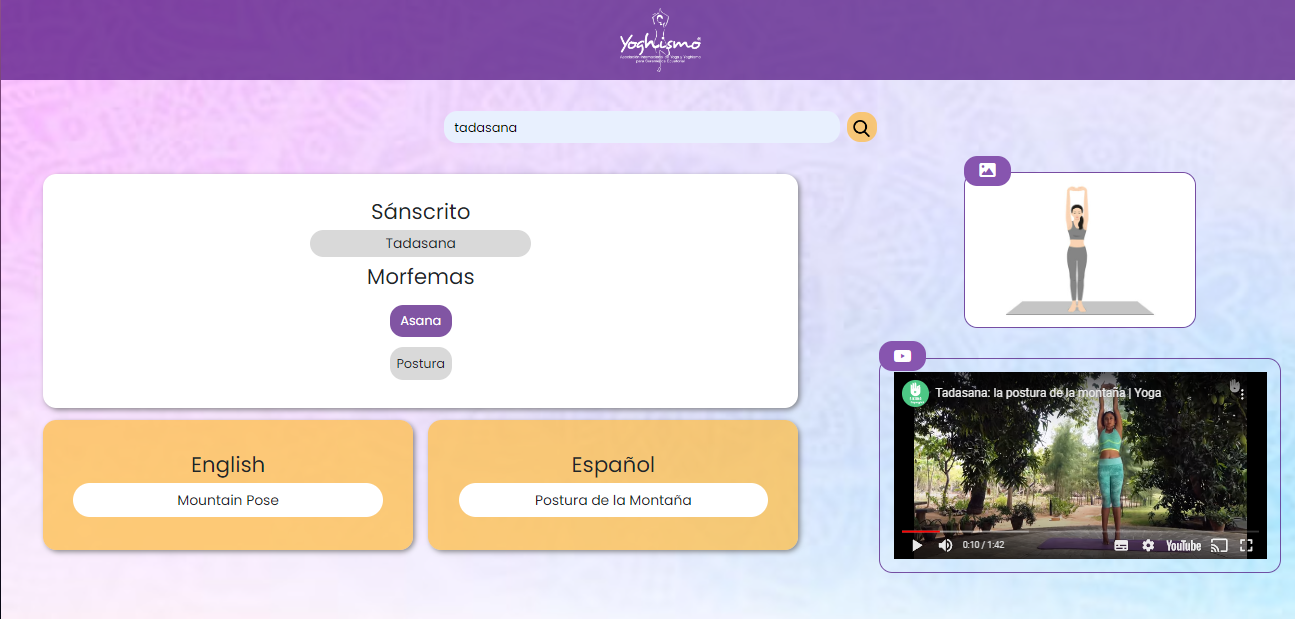 Yoghismo
tadasana
Sánscrito
Tadasana
Morfemas
Asana
Postura
English
Mountain Pose
Español
Postura de la Montaña
Tadasana: la postura de la montaña | Yoga
0:10 / 1:42
YouTube